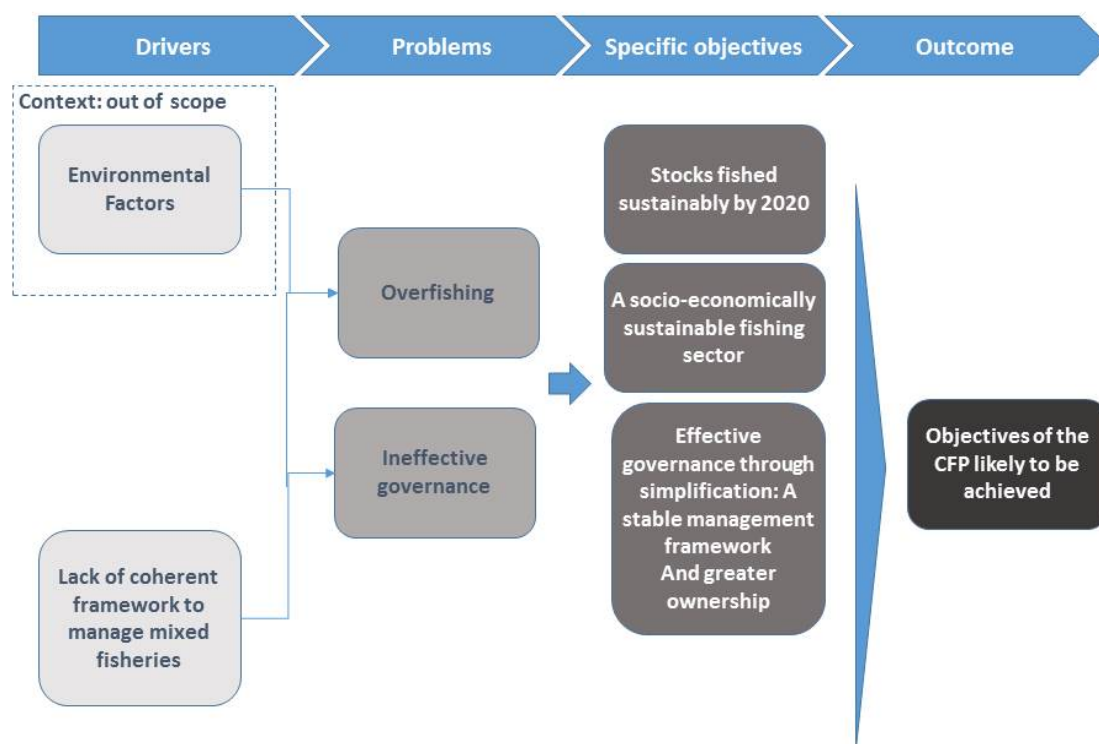 Drivers
Problems
Specific objectives
Outcome
Context: out of scope
Environmental
Factors
Lack of coherent
framework to
manage mixed
fisheries
Overfishing
Ineffective
governance
Stocks fished
sustainably by 2020
A socio-economically
sustainable fishing
sector
Effective
governance through
simplification: A
stable management
framework
And greater
ownership
Objectives of the
CFP likely to be
achieved